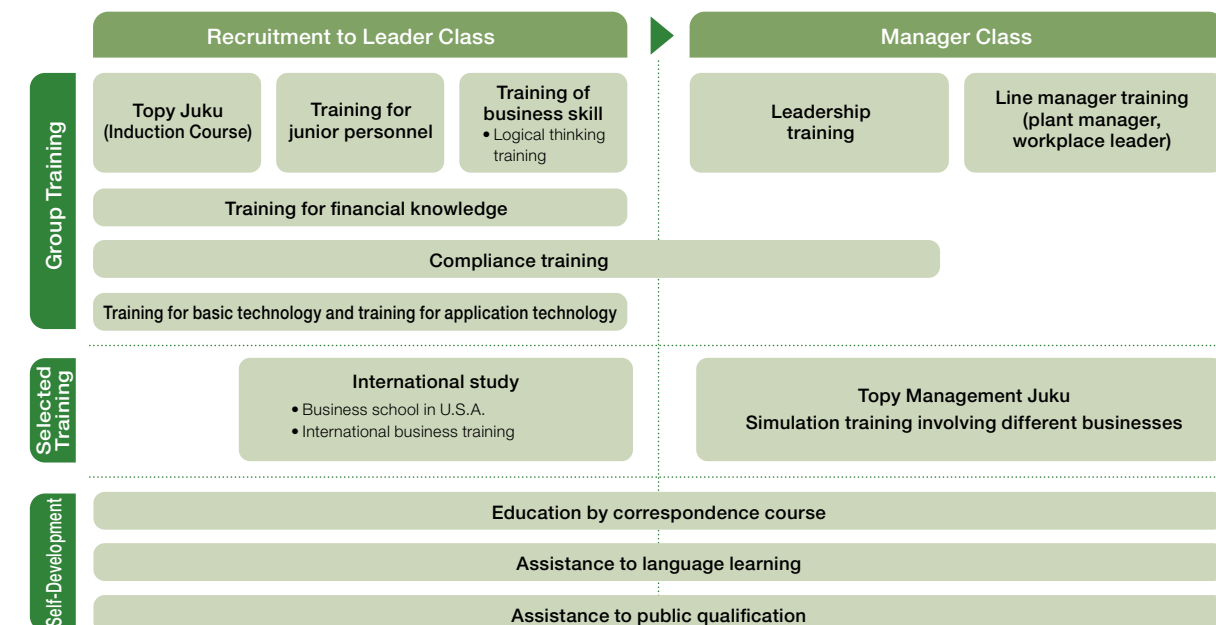 Recruitment to Leader Class
Manager Class
Group Training
Topy Juku
(Induction Course)
Training for
junior personnel
Training of
business skill
• Logical thinking
training
Leadership
training
Line manager training
(plant manager,
workplace leader)
Training for financial knowledge
Compliance training
Training for basic technology and training for application technology
Selected
Training
International study
• Business school in U.S.A.
• International business training
Topy Management Juku
Simulation training involving different businesses
Self-Development
Education by correspondence course
Assistance to language learning
Assistance to public qualification